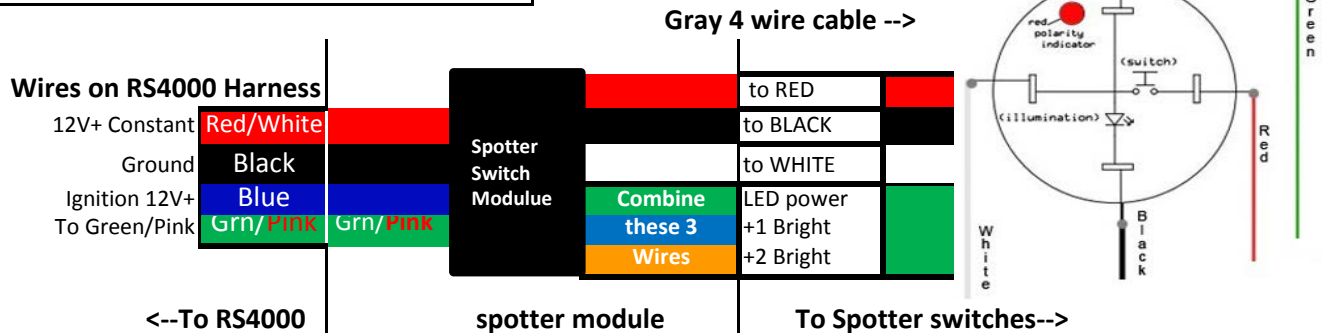 Gray 4 wire cable -->
Wires on RS4000 Harness
12V+ Constant Red/White
Ground Black
Ignition 12V+ Blue
To Green/Pink Grn/Pink Grn/Pink
Spotter
Switch
Modulue
to RED
to BLACK
to WHITE
Combine LED power
these 3 +1 Bright
Wires +2 Bright
<--To RS4000 spotter module To Spotter switches-->
red
polarity
indicator
(switch)
(illumination)
White
Black
Red
reen